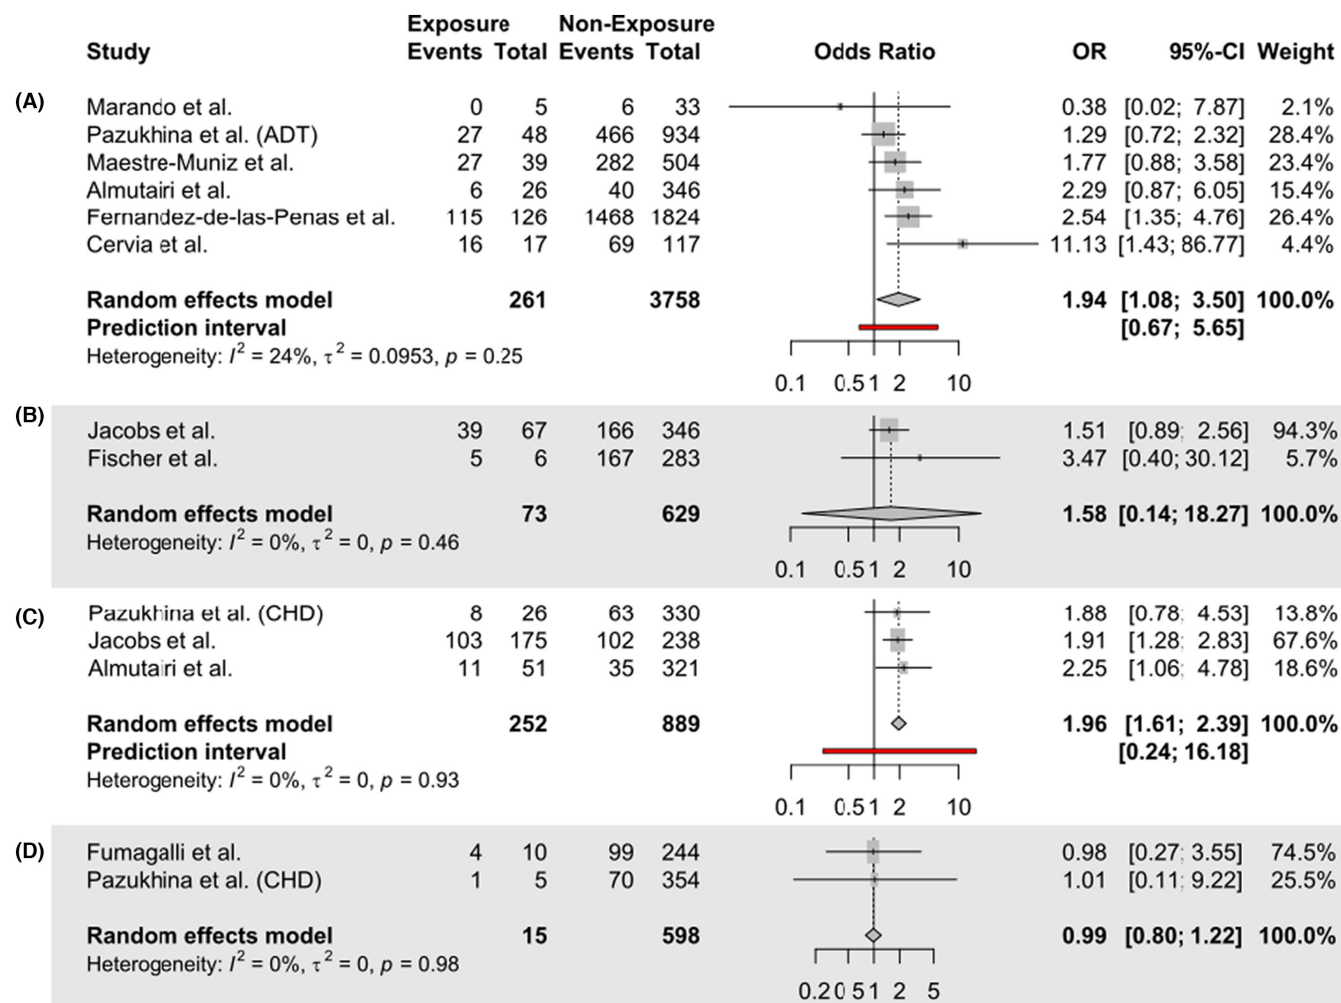 Exposure Non-Exposure
Study Events Total Events Total Odds Ratio OR 95%-CI Weight
(A)
Marando et al. 0 5 6 33 0.38 [0.02; 7.87] 2.1%
Pazukhina et al. (ADT) 27 48 466 934 1.29 [0.72; 2.32] 28.4%
Maestre-Muniz et al. 27 39 282 504 1.77 [0.88; 3.58] 23.4%
Almutairi et al. 6 26 40 346 2.29 [0.87; 6.05] 15.4%
Fernandez-de-las-Penas et al. 115 126 1468 1824 2.54 [1.35; 4.76] 26.4%
Cervia et al. 16 17 69 117 11.13 [1.43; 86.77] 4.4%
Random effects model 261 3758 1.94 [1.08; 3.50] 100.0%
Prediction interval [0.67; 5.65]
Heterogeneity: I² = 24%, τ² = 0.0953, p = 0.25
0.1 0.5 1 2 10
(B)
Jacobs et al. 39 67 166 346 1.51 [0.89; 2.56] 94.3%
Fischer et al. 5 6 167 283 3.47 [0.40; 30.12] 5.7%
Random effects model 73 629 1.58 [0.14; 18.27] 100.0%
Heterogeneity: I² = 0%, τ² = 0, p = 0.46
0.1 0.5 1 2 10
(C)
Pazukhina et al. (CHD) 8 26 63 330 1.88 [0.78; 4.53] 13.8%
Jacobs et al. 103 175 102 238 1.91 [1.28; 2.83] 67.6%
Almutairi et al. 11 51 35 321 2.25 [1.06; 4.78] 18.6%
Random effects model 252 889 1.96 [1.61; 2.39] 100.0%
Prediction interval [0.24; 16.18]
Heterogeneity: I² = 0%, τ² = 0, p = 0.93
0.1 0.5 1 2 10
(D)
Fumagalli et al. 4 10 99 244 0.98 [0.27; 3.55] 74.5%
Pazukhina et al. (CHD) 1 5 70 354 1.01 [0.11; 9.22] 25.5%
Random effects model 15 598 0.99 [0.80; 1.22] 100.0%
Heterogeneity: I² = 0%, τ² = 0, p = 0.98
0.2 0 5 1 2 5